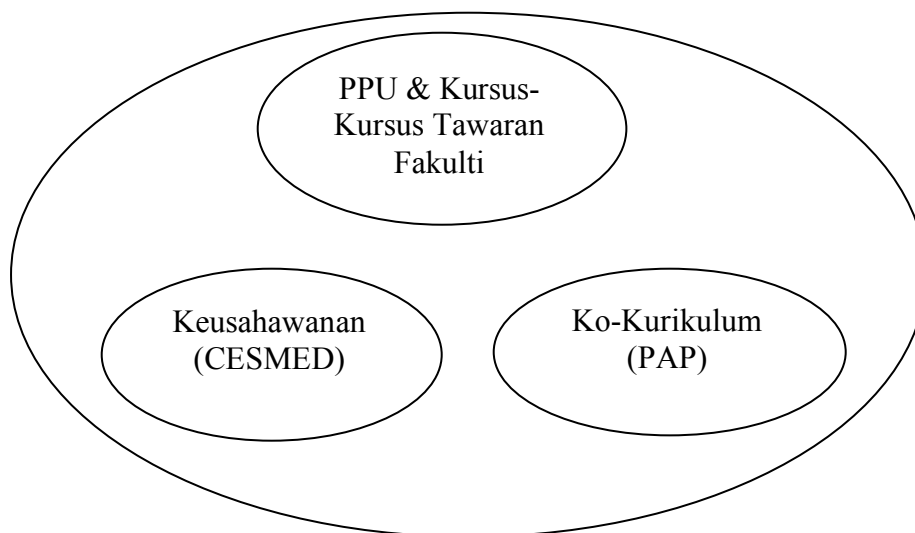 PPU & Kursus-
Kursus Tawaran
Fakulti
Keusahawanan
(CESMED)
Ko-Kurikulum
(PAP)